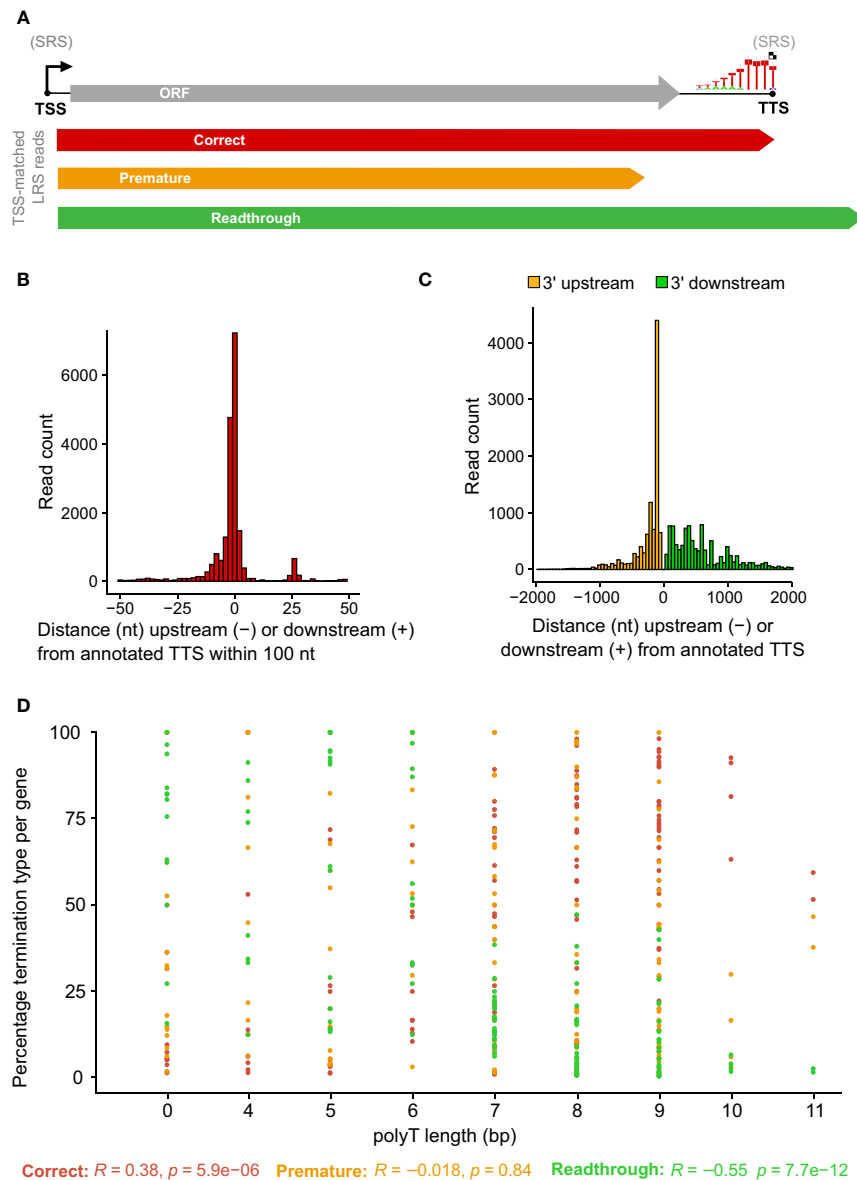 A
(SRS)
(SRS)
ORF
TSS
TTS
TSS-matched
LRS reads
Correct
Premature
Readthrough
B
Read count
6000
4000
2000
0
−50
−25
0
25
50
Distance (nt) upstream (−) or downstream (+)
from annotated TTS within 100 nt
C
3' upstream
3' downstream
Read count
4000
3000
2000
1000
0
−2000
−1000
0
1000
2000
Distance (nt) upstream (−) or
downstream (+) from annotated TTS
D
Percentage termination type per gene
100
75
50
25
0
0
4
5
6
7
8
9
10
11
polyT length (bp)
Correct: R = 0.38, p = 5.9e−06 Premature: R = −0.018, p = 0.84 Readthrough: R = −0.55 p = 7.7e−12